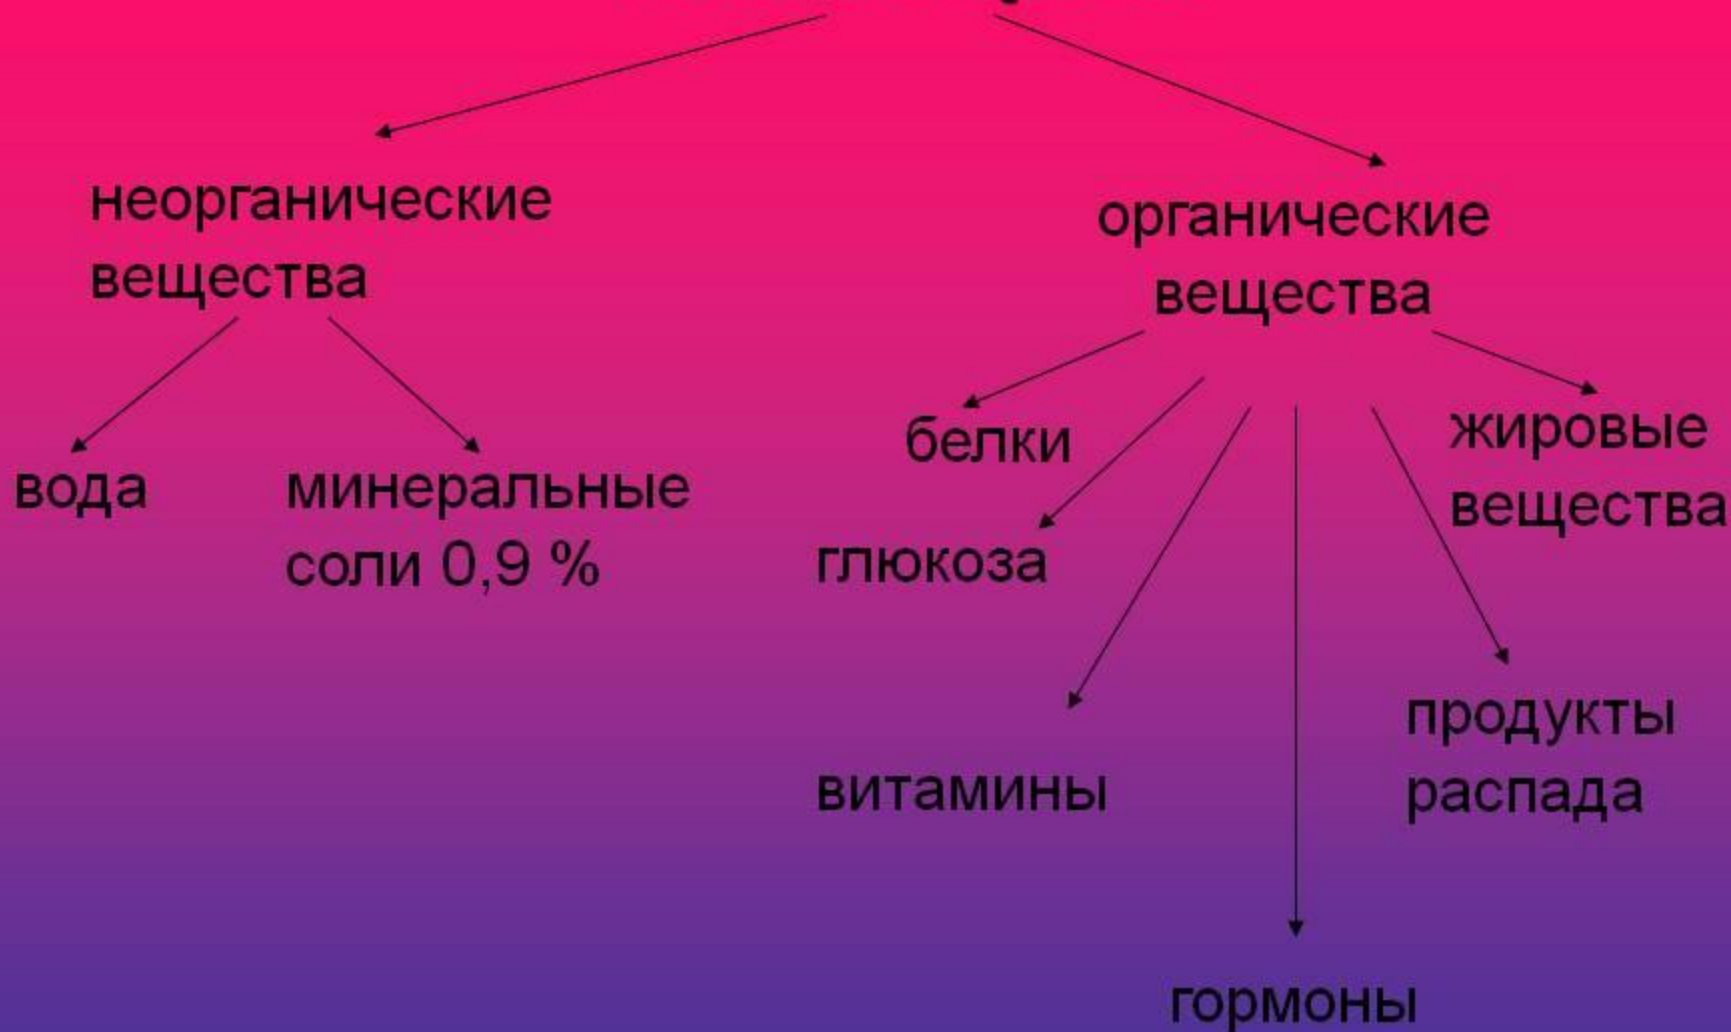 неорганические
вещества
органические
вещества
вода
минеральные
соли 0,9 %
белки
глюкоза
витамины
гормоны
продукты
распада
жировые
вещества